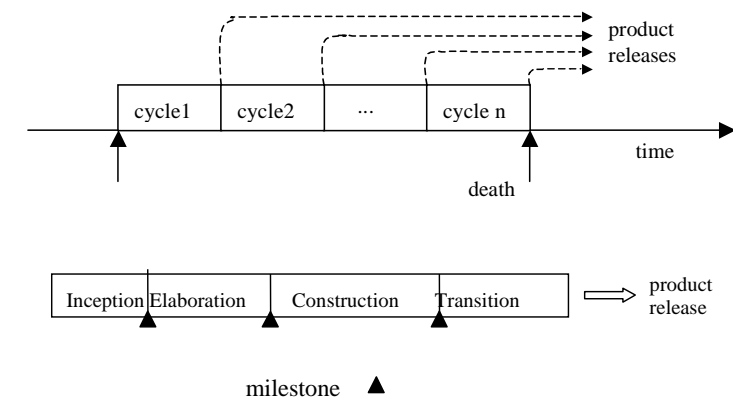 product
releases
cycle1 cycle2 ... cycle n
time
death
Inception Elaboration Construction Transition
product
release
milestone